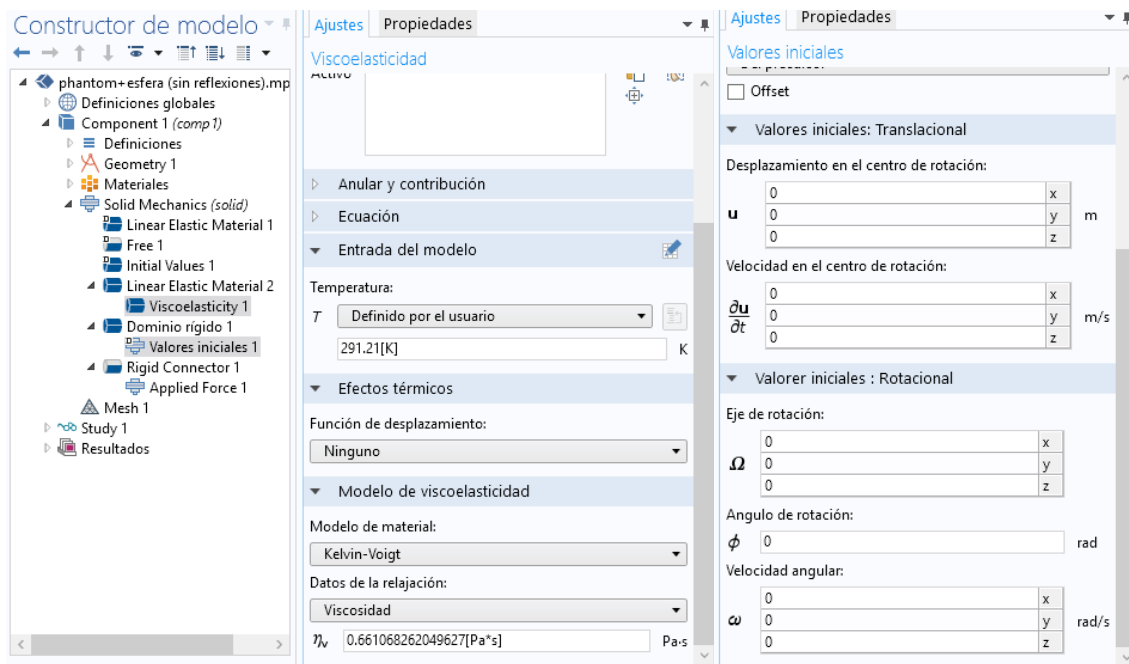 Constructor de modelo
phantom+esfera (sin reflexiones).mp
Definiciones globales
Component 1 (comp1)
Definiciones
Geometry 1
Materiales
Solid Mechanics (solid)
Linear Elastic Material 1
Free 1
Initial Values 1
Linear Elastic Material 2
Viscoelasticity 1
Dominio rígido 1
Valores iniciales 1
Rigid Connector 1
Applied Force 1
Mesh 1
Study 1
Resultados
Ajustes Propiedades
Viscoelasticidad
Activo
Anular y contribución
Ecuación
Entrada del modelo
Temperatura:
T Definido por el usuario
291.21[K] K
Efectos térmicos
Función de desplazamiento:
Ninguno
Modelo de viscoelasticidad
Modelo de material:
Kelvin-Voigt
Datos de la relajación:
Viscosidad
ηv 0.661068262049627[Pa*s] Pa·s
Ajustes Propiedades
Valores iniciales
Offset
Valores iniciales: Translacional
Desplazamiento en el centro de rotación:
0 x
u 0 y m
0 z
Velocidad en el centro de rotación:
0 x
∂u/∂t 0 y m/s
0 z
Valorer iniciales : Rotacional
Eje de rotación:
0 x
Ω 0 y
0 z
Angulo de rotación:
ϕ 0 rad
Velocidad angular:
0 x
ω 0 y rad/s
0 z